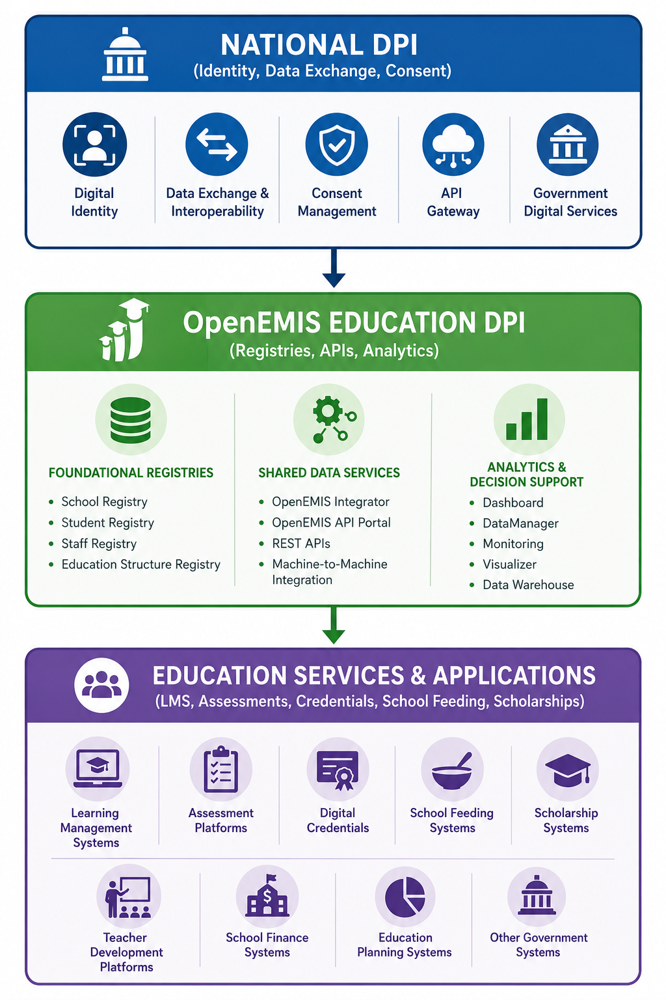 NATIONAL DPI
(Identity, Data Exchange, Consent)
Digital
Identity
Data Exchange &
Interoperability
Consent
Management
API
Gateway
Government
Digital Services
OpenEMIS EDUCATION DPI
(Registries, APIs, Analytics)
FOUNDATIONAL REGISTRIES
• School Registry
• Student Registry
• Staff Registry
• Education Structure Registry
SHARED DATA SERVICES
• OpenEMIS Integrator
• OpenEMIS API Portal
• REST APIs
• Machine-to-Machine
Integration
ANALYTICS &
DECISION SUPPORT
• Dashboard
• DataManager
• Monitoring
• Visualizer
• Data Warehouse
EDUCATION SERVICES & APPLICATIONS
(LMS, Assessments, Credentials, School Feeding, Scholarships)
Learning
Management
Systems
Assessment
Platforms
Digital
Credentials
School Feeding
Systems
Scholarship
Systems
Teacher
Development
Platforms
$
School Finance
Systems
Education
Planning Systems
Other Government
Systems